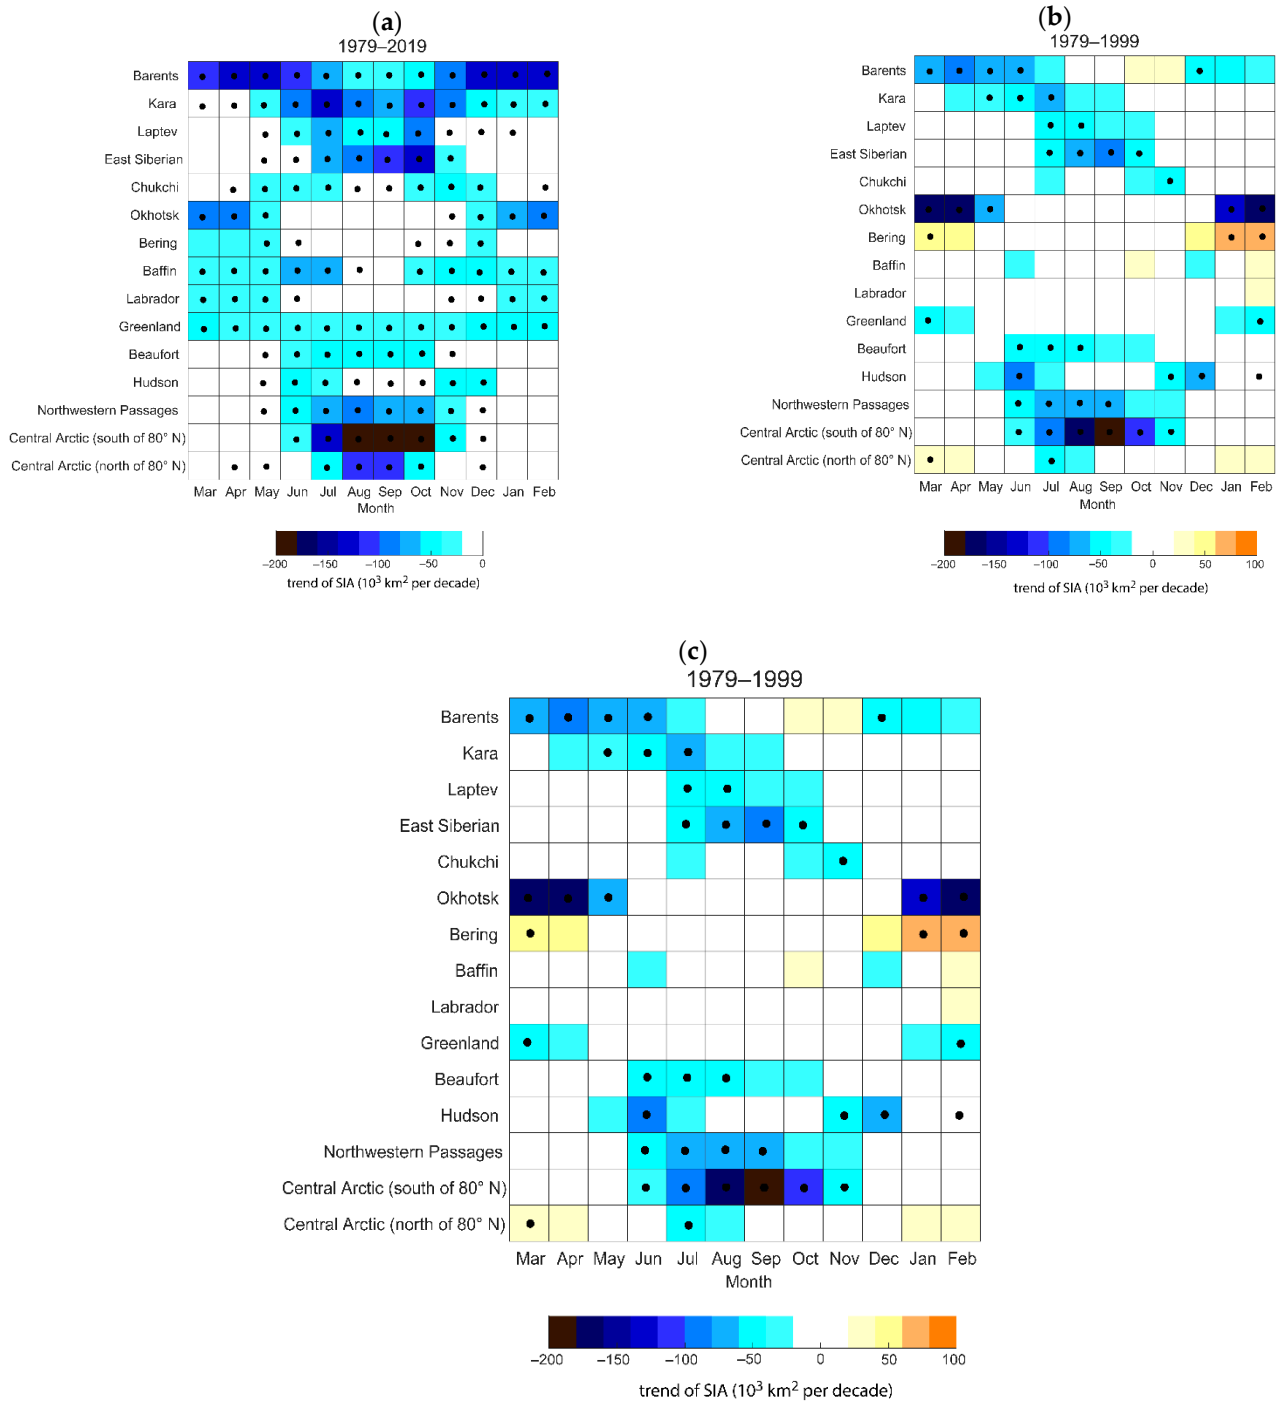 (a)
1979–2019
Barents
Kara
Laptev
East Siberian
Chukchi
Okhotsk
Bering
Baffin
Labrador
Greenland
Beaufort
Hudson
Northwestern Passages
Central Arctic (south of 80° N)
Central Arctic (north of 80° N)
Mar Apr May Jun Jul Aug Sep Oct Nov Dec Jan Feb
Month
−200 −150 −100 −50 0
trend of SIA (10³ km² per decade)
(b)
1979–1999
Barents
Kara
Laptev
East Siberian
Chukchi
Okhotsk
Bering
Baffin
Labrador
Greenland
Beaufort
Hudson
Northwestern Passages
Central Arctic (south of 80° N)
Central Arctic (north of 80° N)
Mar Apr May Jun Jul Aug Sep Oct Nov Dec Jan Feb
Month
−200 −150 −100 −50 0 50 100
trend of SIA (10³ km² per decade)
(c)
1979–1999
Barents
Kara
Laptev
East Siberian
Chukchi
Okhotsk
Bering
Baffin
Labrador
Greenland
Beaufort
Hudson
Northwestern Passages
Central Arctic (south of 80° N)
Central Arctic (north of 80° N)
Mar Apr May Jun Jul Aug Sep Oct Nov Dec Jan Feb
Month
−200 −150 −100 −50 0 50 100
trend of SIA (10³ km² per decade)